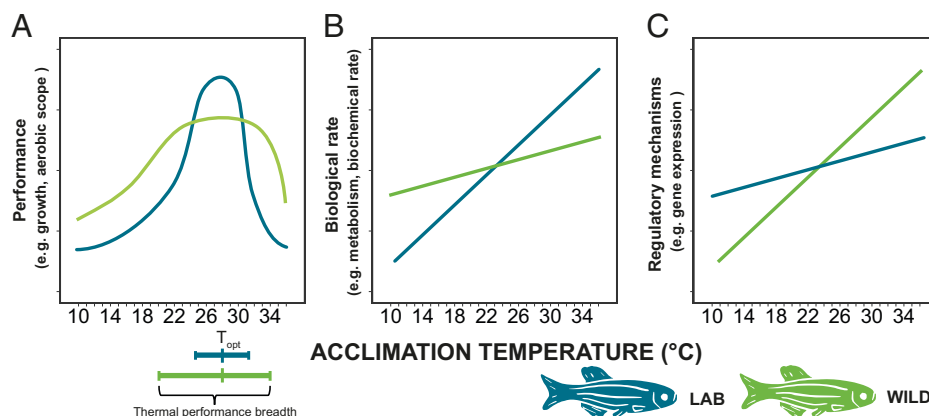 A
B
C
Performance
(e.g. growth, aerobic scope )
Biological rate
(e.g. metabolism, biochemical rate)
Regulatory mechanisms
(e.g. gene expression)
10 14 18 22 26 30 34
10 14 18 22 26 30 34
10 14 18 22 26 30 34
Topt
ACCLIMATION TEMPERATURE (°C)
LAB
WILD
Thermal performance breadth